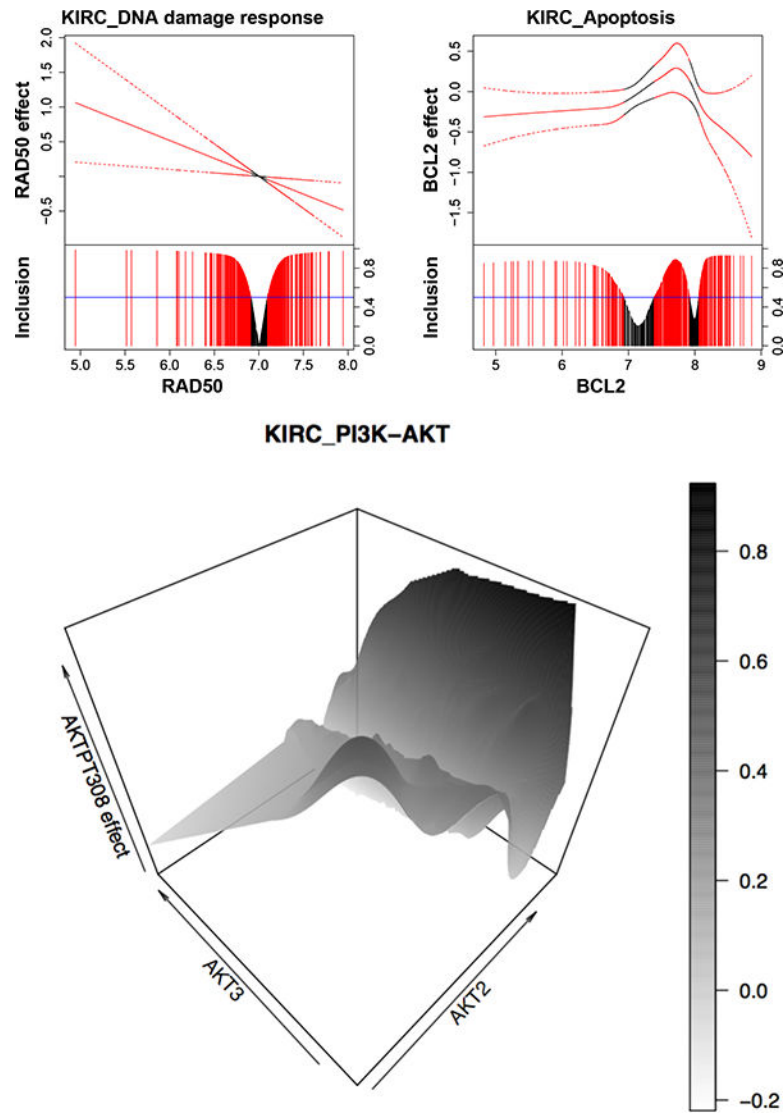 KIRC_DNA damage response
RAD50 effect
2.0
1.5
1.0
0.5
-0.5
Inclusion
0.8
0.4
0.0
5.0 5.5 6.0 6.5 7.0 7.5 8.0
RAD50
KIRC_Apoptosis
BCL2 effect
0.5
0.0
-0.5
-1.0
-1.5
Inclusion
0.8
0.4
0.0
5 6 7 8 9
BCL2
KIRC_PI3K-AKT
AKTPT308 effect
AKT3
AKT2
0.8
0.6
0.4
0.2
0.0
-0.2